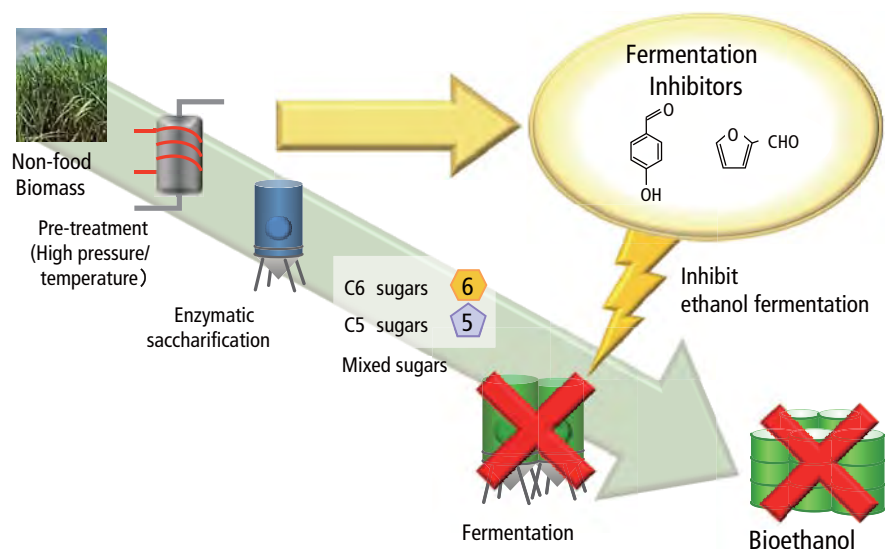 Non-food
Biomass
Pre-treatment
(High pressure/
temperature)
Enzymatic
saccharification
C6 sugars 6
C5 sugars 5
Mixed sugars
Fermentation
Bioethanol
Fermentation
Inhibitors
O
OH
O
CHO
Inhibit
ethanol fermentation